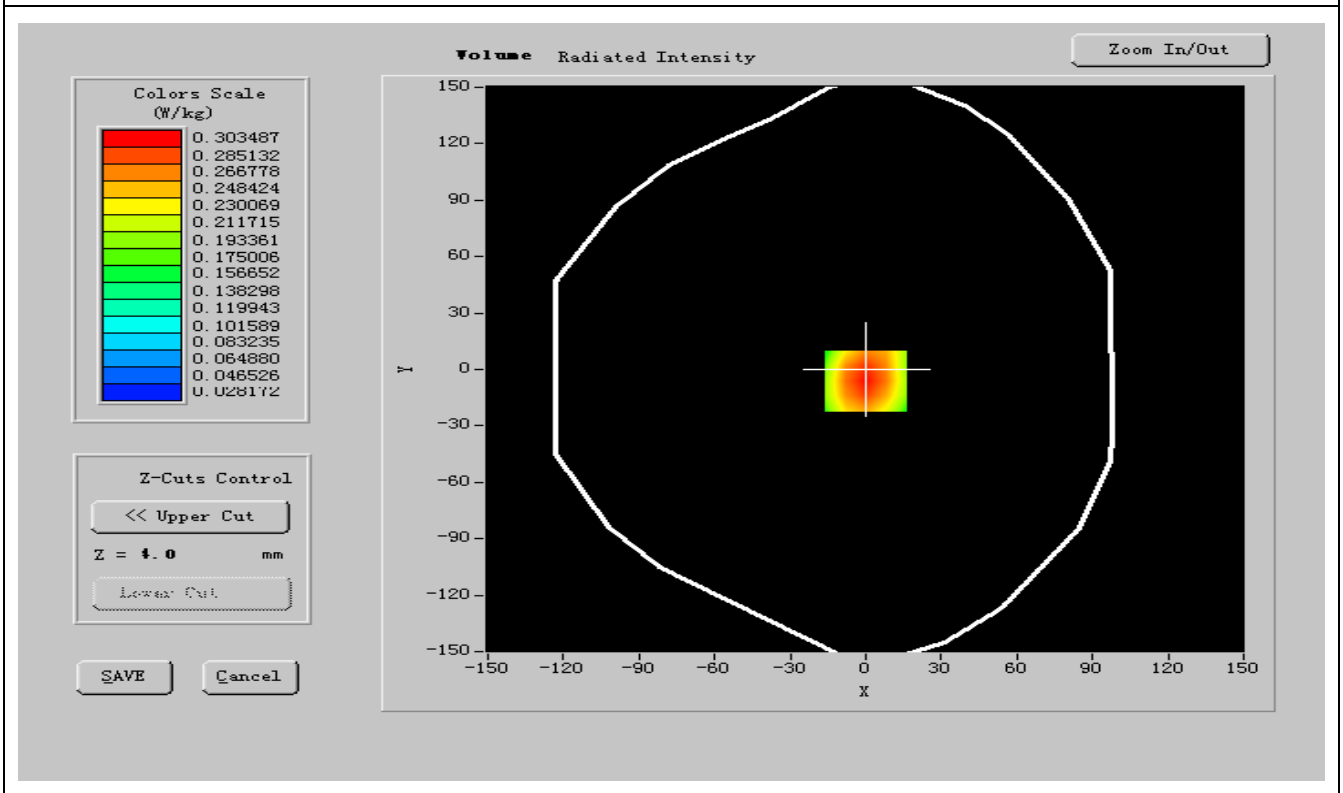 Volume Radiated Intensity
Zoom In/Out
Colors Scale
(W/kg)
0.303487
0.285132
0.266778
0.248424
0.230069
0.211715
0.193361
0.175006
0.156652
0.138298
0.119943
0.101589
0.083235
0.064880
0.046526
0.028172
Z-Cuts Control
<< Upper Cut
Z = 4.0 mm
Lower Cut
SAVE
Cancel
150
120
90
60
30
0
-30
-60
-90
-120
-150
Y
-150 -120 -90 -60 -30 0 30 60 90 120 150
X